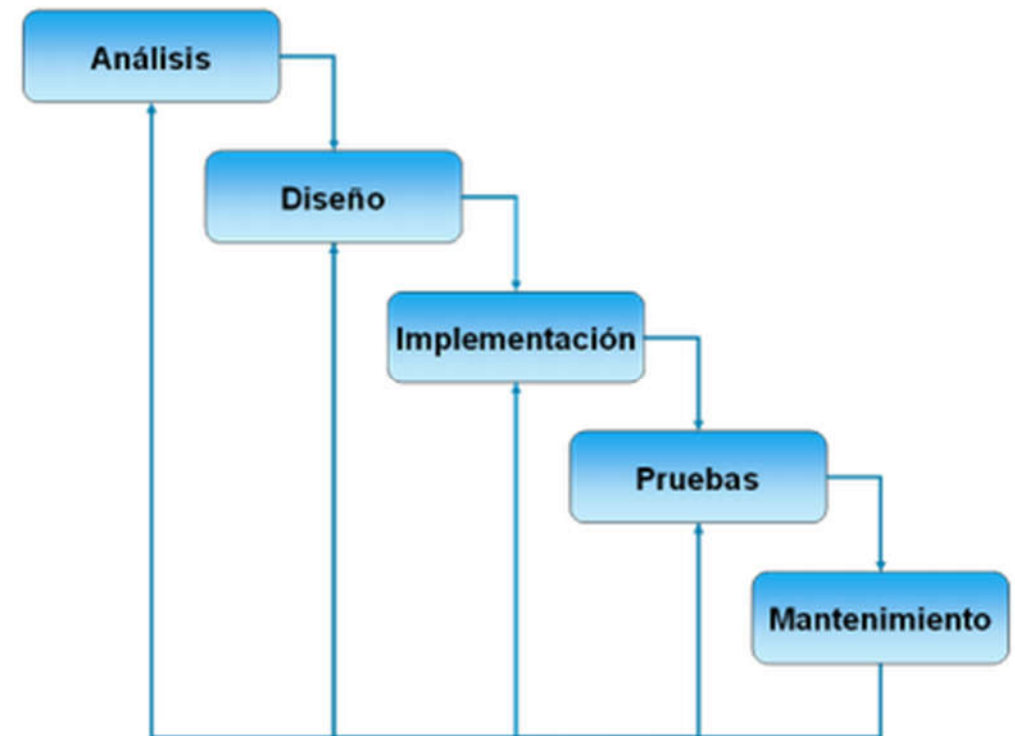 Análisis
Diseño
Implementación
Pruebas
Mantenimiento